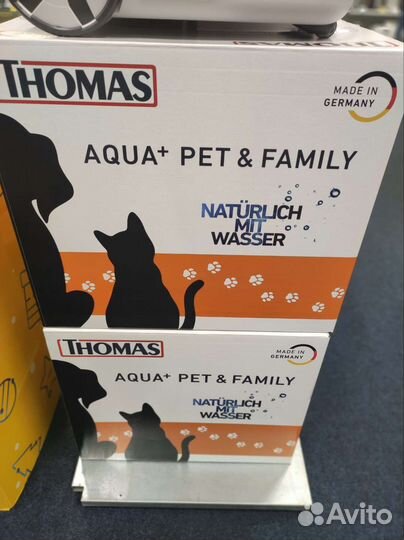 THOMAS
MADE IN
GERMANY
AQUA+ PET & FAMILY
NATÜRLICH
MIT
WASSER
THOMAS
MADE IN
GERMANY
AQUA+ PET & FAMILY
NATÜRLICH
MIT
WASSER
Avito